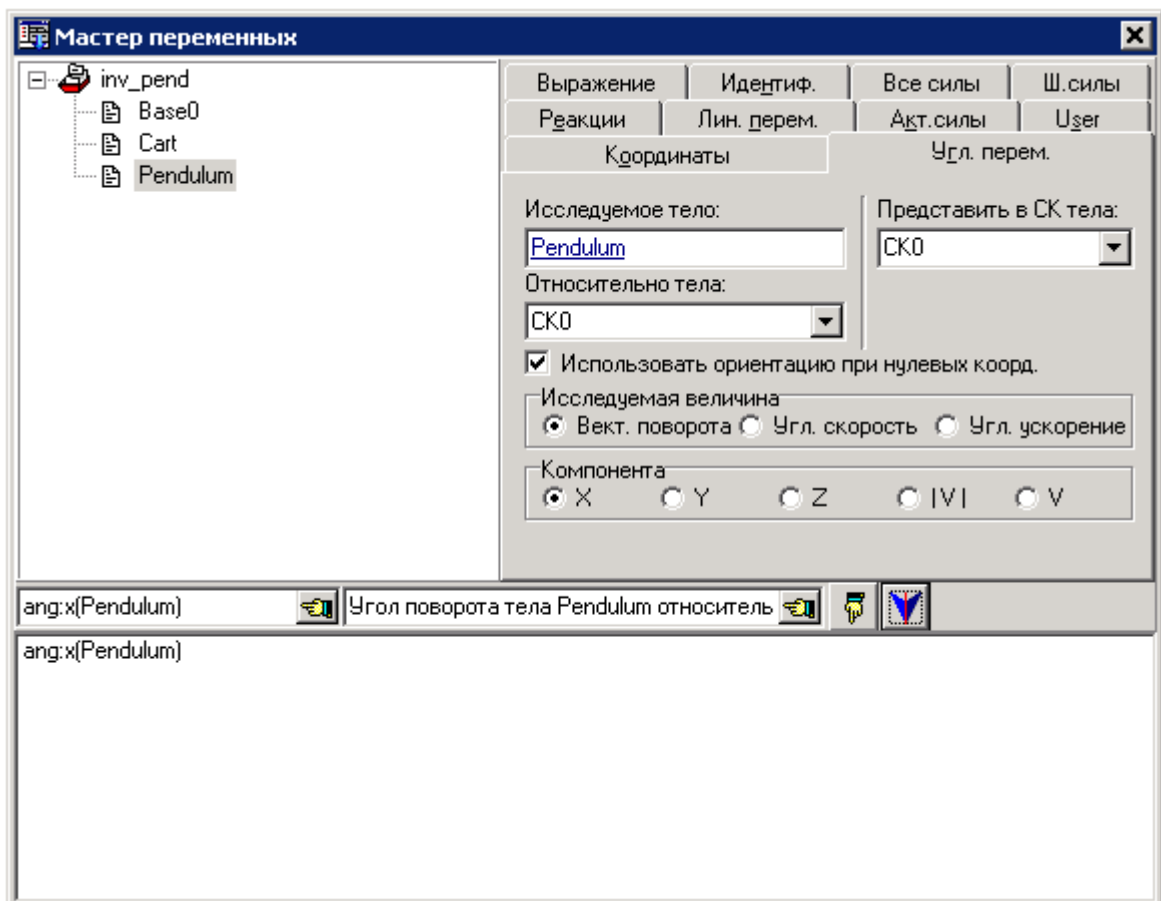 Мастер переменных
inv_pend
Base0
Cart
Pendulum
Выражение Идентиф. Все силы Ш.силы
Реакции Лин. перем. Акт.силы User
Координаты Угл. перем.
Исследуемое тело: Представить в СК тела:
Pendulum СК0
Относительно тела:
СК0
Использовать ориентацию при нулевых коорд.
Исследуемая величина
Вект. поворота Угл. скорость Угл. ускорение
Компонента
X Y Z |V| V
ang:x(Pendulum) Угол поворота тела Pendulum относитель
ang:x(Pendulum)